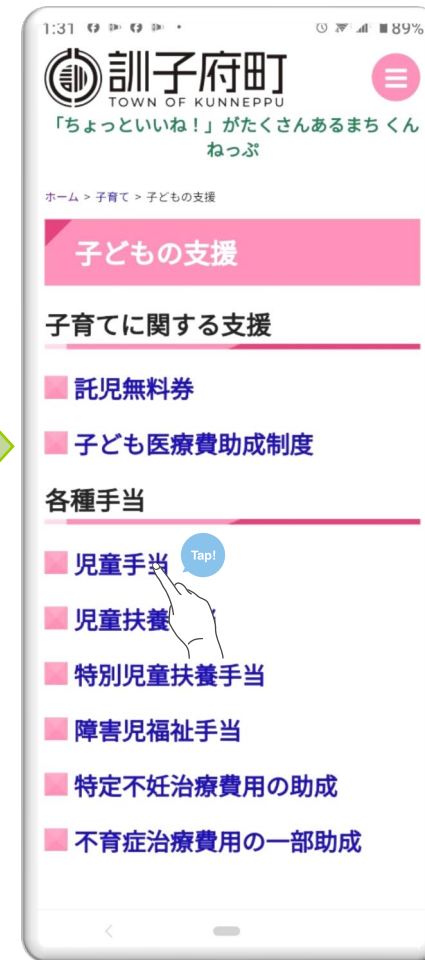 1:31
89%
訓子府町
TOWN OF KUNNEPPU
「ちょっといいね！」がたくさんあるまち くん
ねっぷ
ホーム > 子育て > 子どもの支援
子どもの支援
子育てに関する支援
託児無料券
子ども医療費助成制度
各種手当
児童手当
Tap!
児童扶養
特別児童扶養手当
障害児福祉手当
特定不妊治療費用の助成
不育症治療費用の一部助成